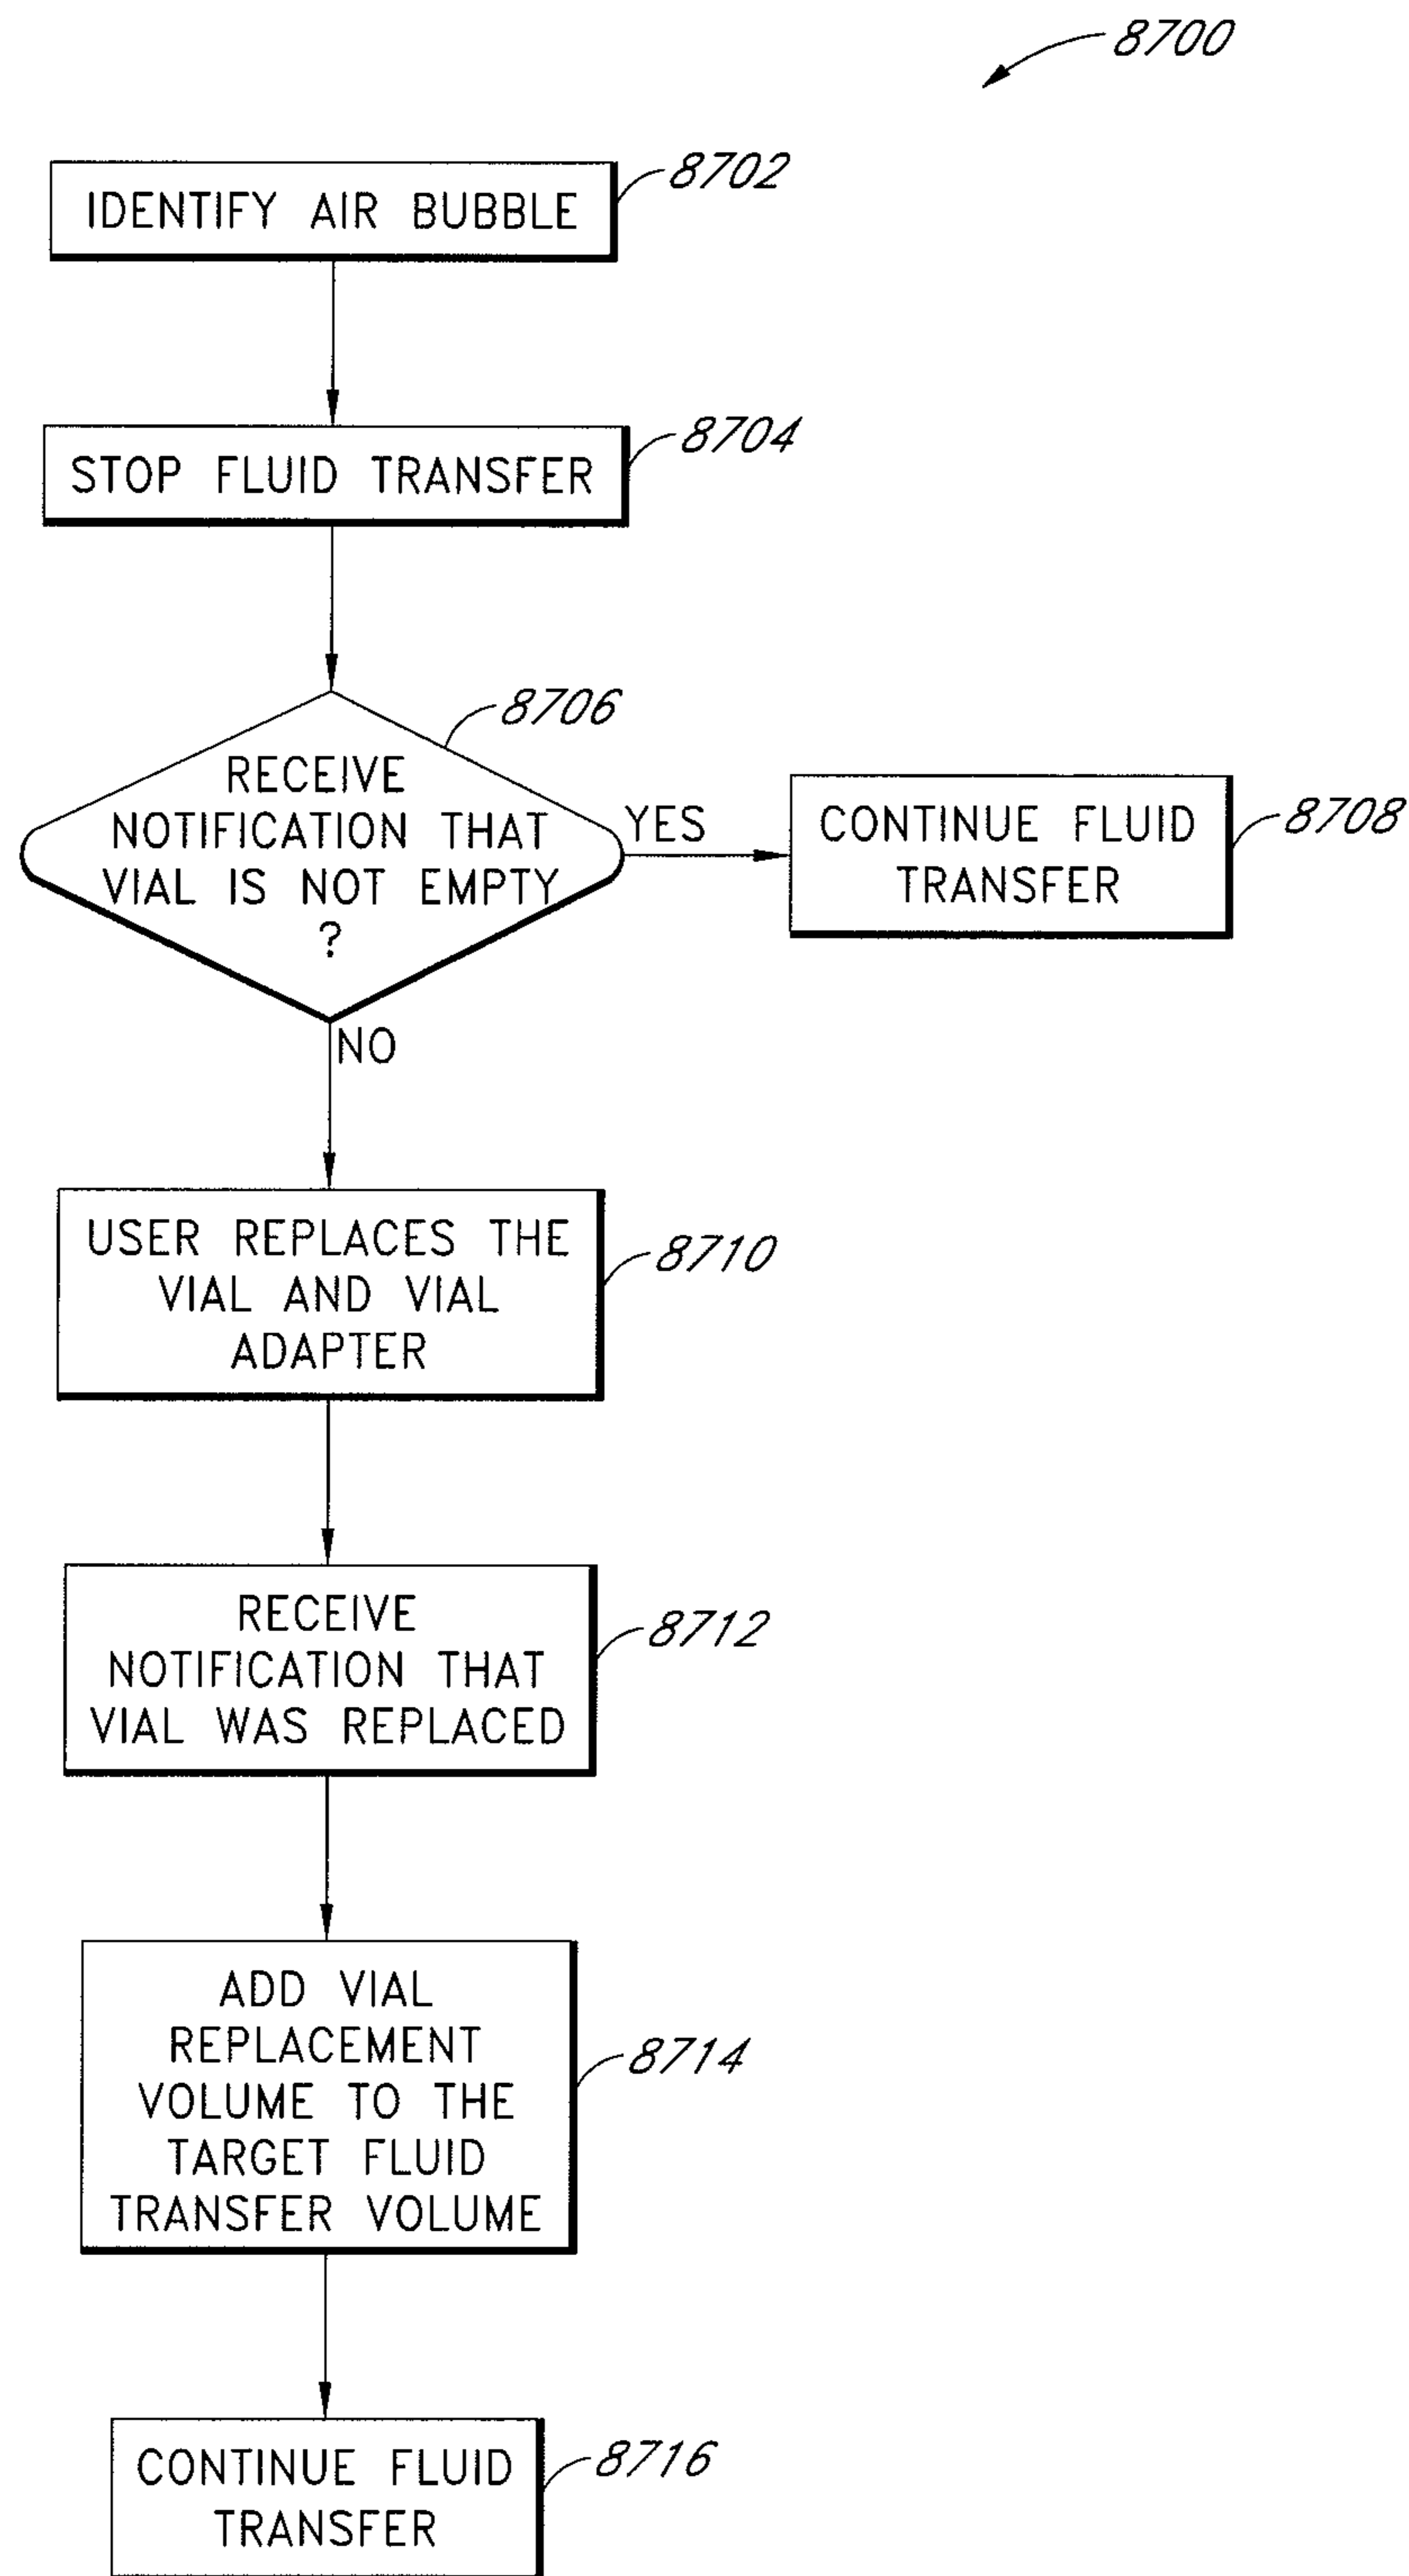 8700
IDENTIFY AIR BUBBLE
8702
STOP FLUID TRANSFER
8704
8706
RECEIVE
NOTIFICATION THAT
VIAL IS NOT EMPTY
?
YES
CONTINUE FLUID
TRANSFER
8708
NO
USER REPLACES THE
VIAL AND VIAL
ADAPTER
8710
RECEIVE
NOTIFICATION THAT
VIAL WAS REPLACED
8712
ADD VIAL
REPLACEMENT
VOLUME TO THE
TARGET FLUID
TRANSFER VOLUME
8714
CONTINUE FLUID
TRANSFER
8716